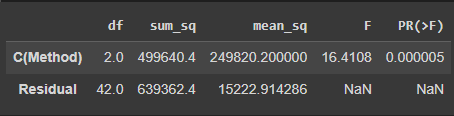 df sum_sq mean_sq F PR(>F)
C(Method) 2.0 499640.4 249820.200000 16.4108 0.000005
Residual 42.0 639362.4 15222.914286 NaN NaN